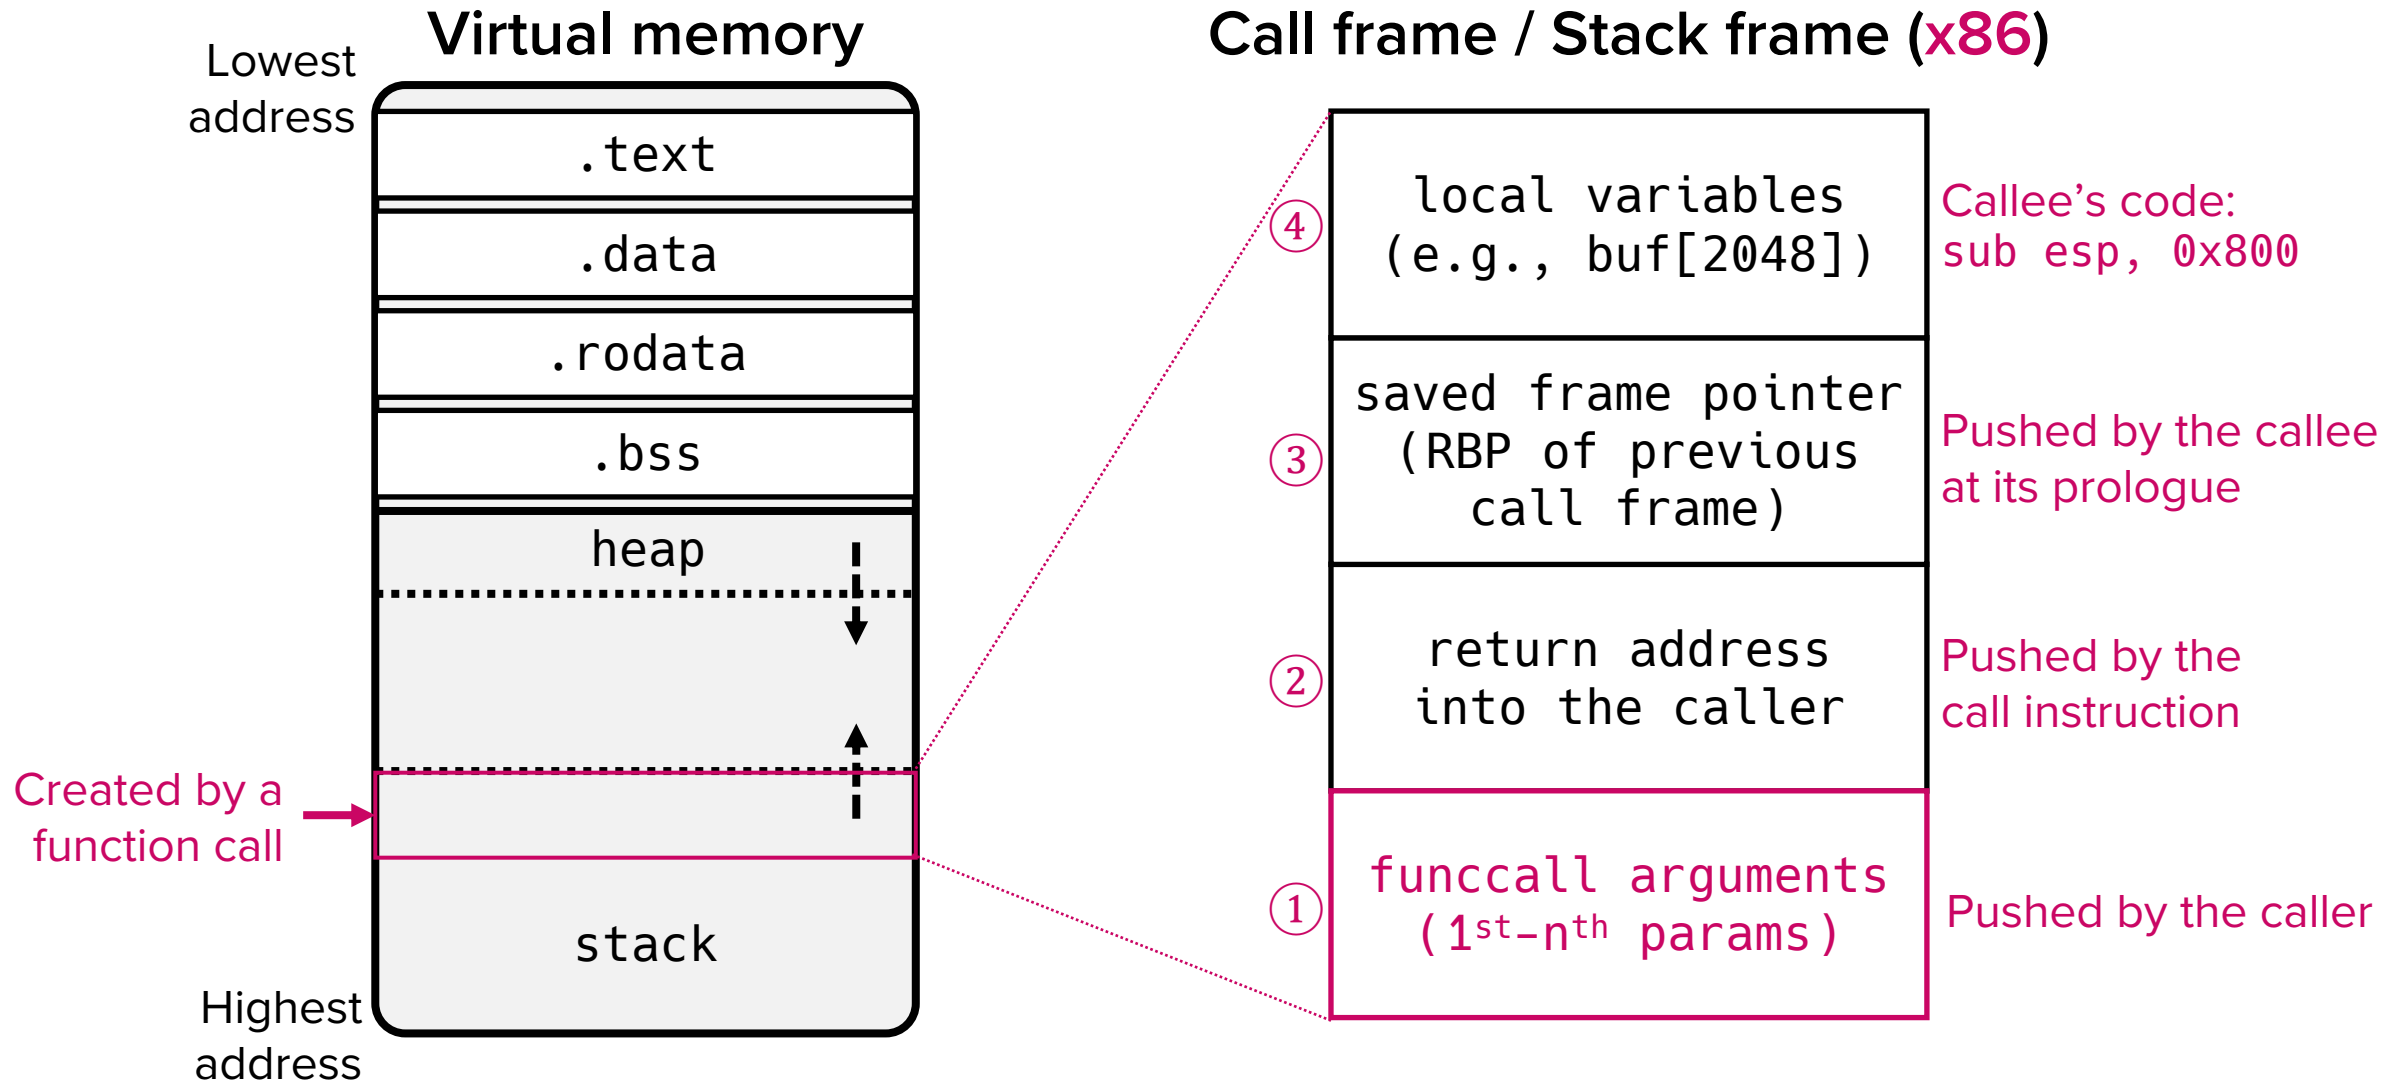 Virtual memory
Lowest
address
.text
.data
.rodata
.bss
heap
Created by a
function call
stack
Highest
address
Call frame / Stack frame (x86)
④
local variables
(e.g., buf[2048])
Callee’s code:
sub esp, 0x800
③
saved frame pointer
(RBP of previous
call frame)
Pushed by the callee
at its prologue
②
return address
into the caller
Pushed by the
call instruction
①
funccall arguments
(1st–nth params)
Pushed by the caller